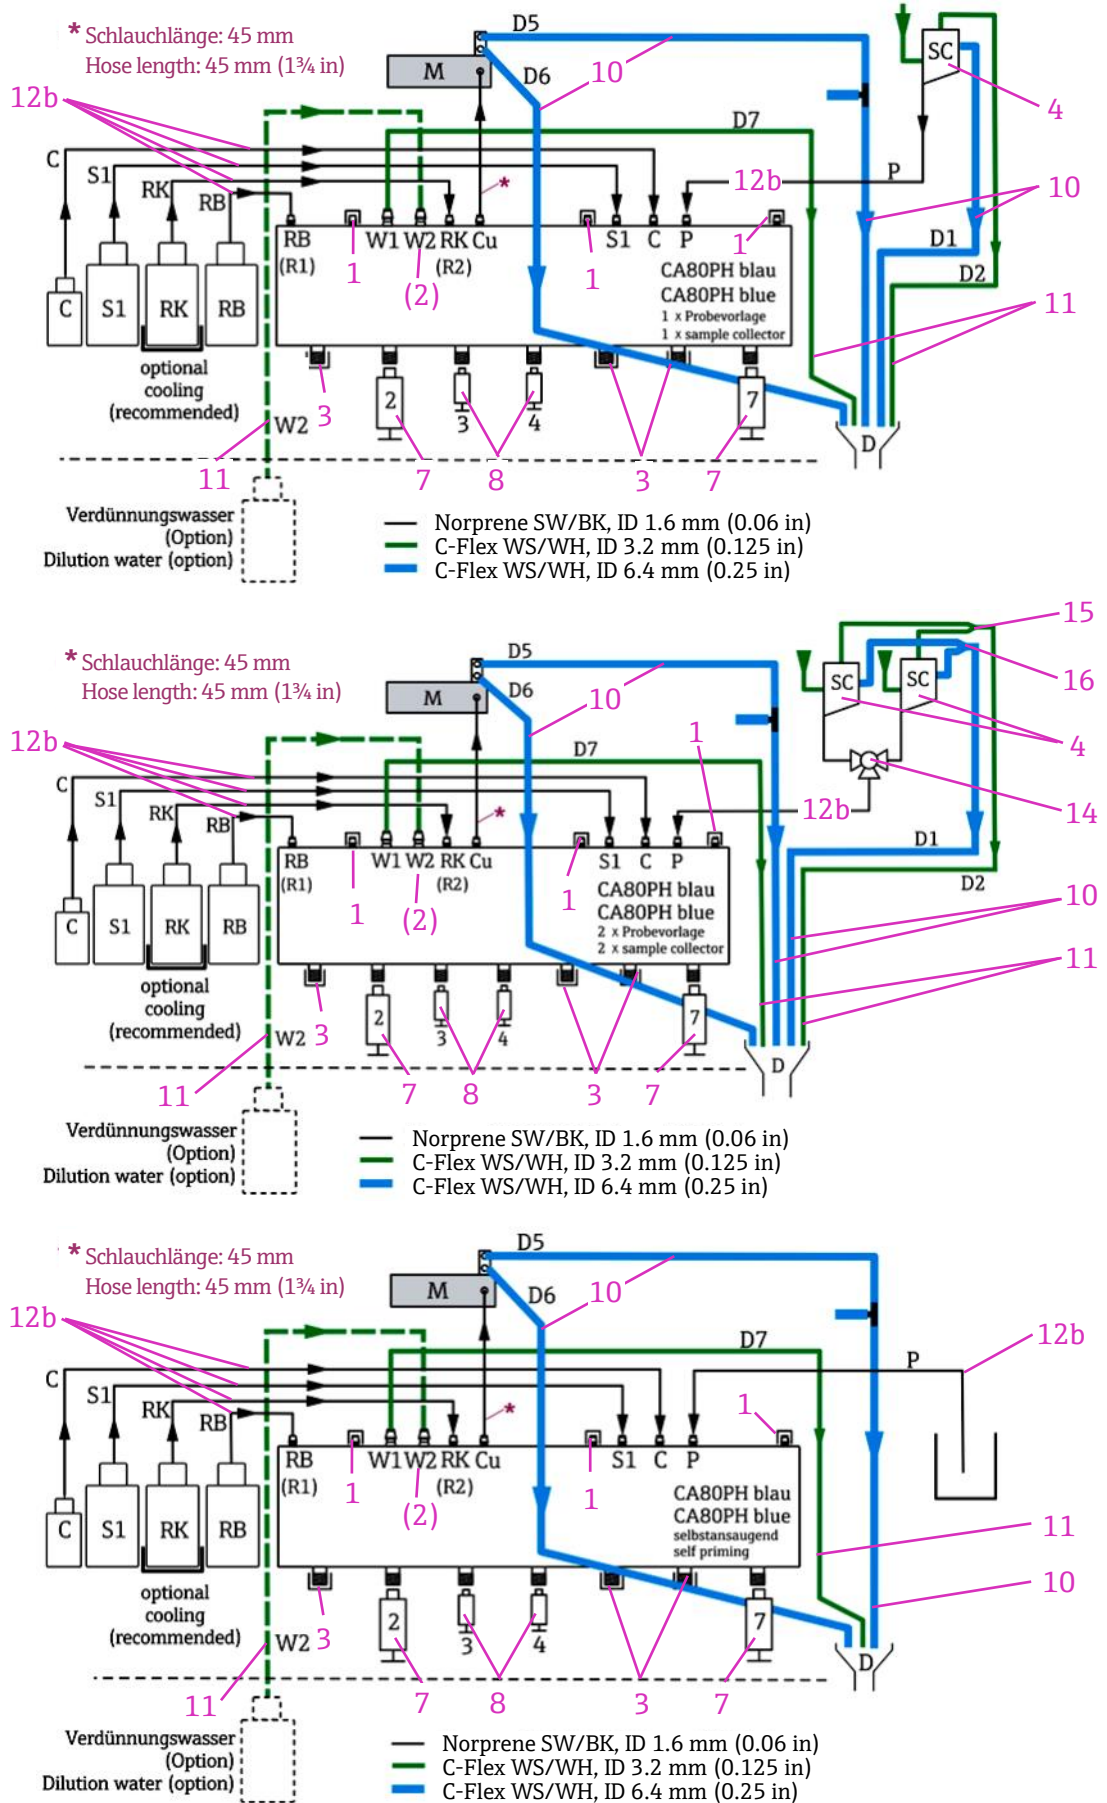 * Schlauchlänge: 45 mm
Hose length: 45 mm (1¾ in)
12b
D5
M
D6
10
SC
4
D7
C
S1
RK
RB
*
12b
P
10
RB
(R1)
1
W1
W2
(2)
RK
(R2)
Cu
1
S1
C
P
1
D1
D2
CA80PH blau
CA80PH blue
1 x Probevorlage
1 x sample collector
11
C
S1
RK
RB
optional
cooling
(recommended)
3
2
3
4
7
W2
D
11
7
8
3
7
Verdünnungswasser
(Option)
Dilution water (option)
Norprene SW/BK, ID 1.6 mm (0.06 in)
C-Flex WS/WH, ID 3.2 mm (0.125 in)
C-Flex WS/WH, ID 6.4 mm (0.25 in)
* Schlauchlänge: 45 mm
Hose length: 45 mm (1¾ in)
12b
D5
M
D6
10
15
SC
SC
16
4
D7
1
C
S1
RK
RB
*
12b
14
RB
(R1)
1
W1
W2
(2)
RK
(R2)
Cu
1
S1
C
P
D1
D2
CA80PH blau
CA80PH blue
2 x Probevorlage
2 x sample collector
10
11
C
S1
RK
RB
optional
cooling
(recommended)
3
2
3
4
7
W2
D
11
7
8
3
7
Verdünnungswasser
(Option)
Dilution water (option)
Norprene SW/BK, ID 1.6 mm (0.06 in)
C-Flex WS/WH, ID 3.2 mm (0.125 in)
C-Flex WS/WH, ID 6.4 mm (0.25 in)
* Schlauchlänge: 45 mm
Hose length: 45 mm (1¾ in)
12b
D5
M
D6
10
D7
P
12b
C
S1
RK
RB
*
1
RB
(R1)
1
W1
W2
(2)
RK
(R2)
Cu
1
S1
C
P
CA80PH blau
CA80PH blue
selbstansaugend
self priming
11
10
C
S1
RK
RB
optional
cooling
(recommended)
3
2
3
4
7
W2
D
11
7
8
3
7
Verdünnungswasser
(Option)
Dilution water (option)
Norprene SW/BK, ID 1.6 mm (0.06 in)
C-Flex WS/WH, ID 3.2 mm (0.125 in)
C-Flex WS/WH, ID 6.4 mm (0.25 in)